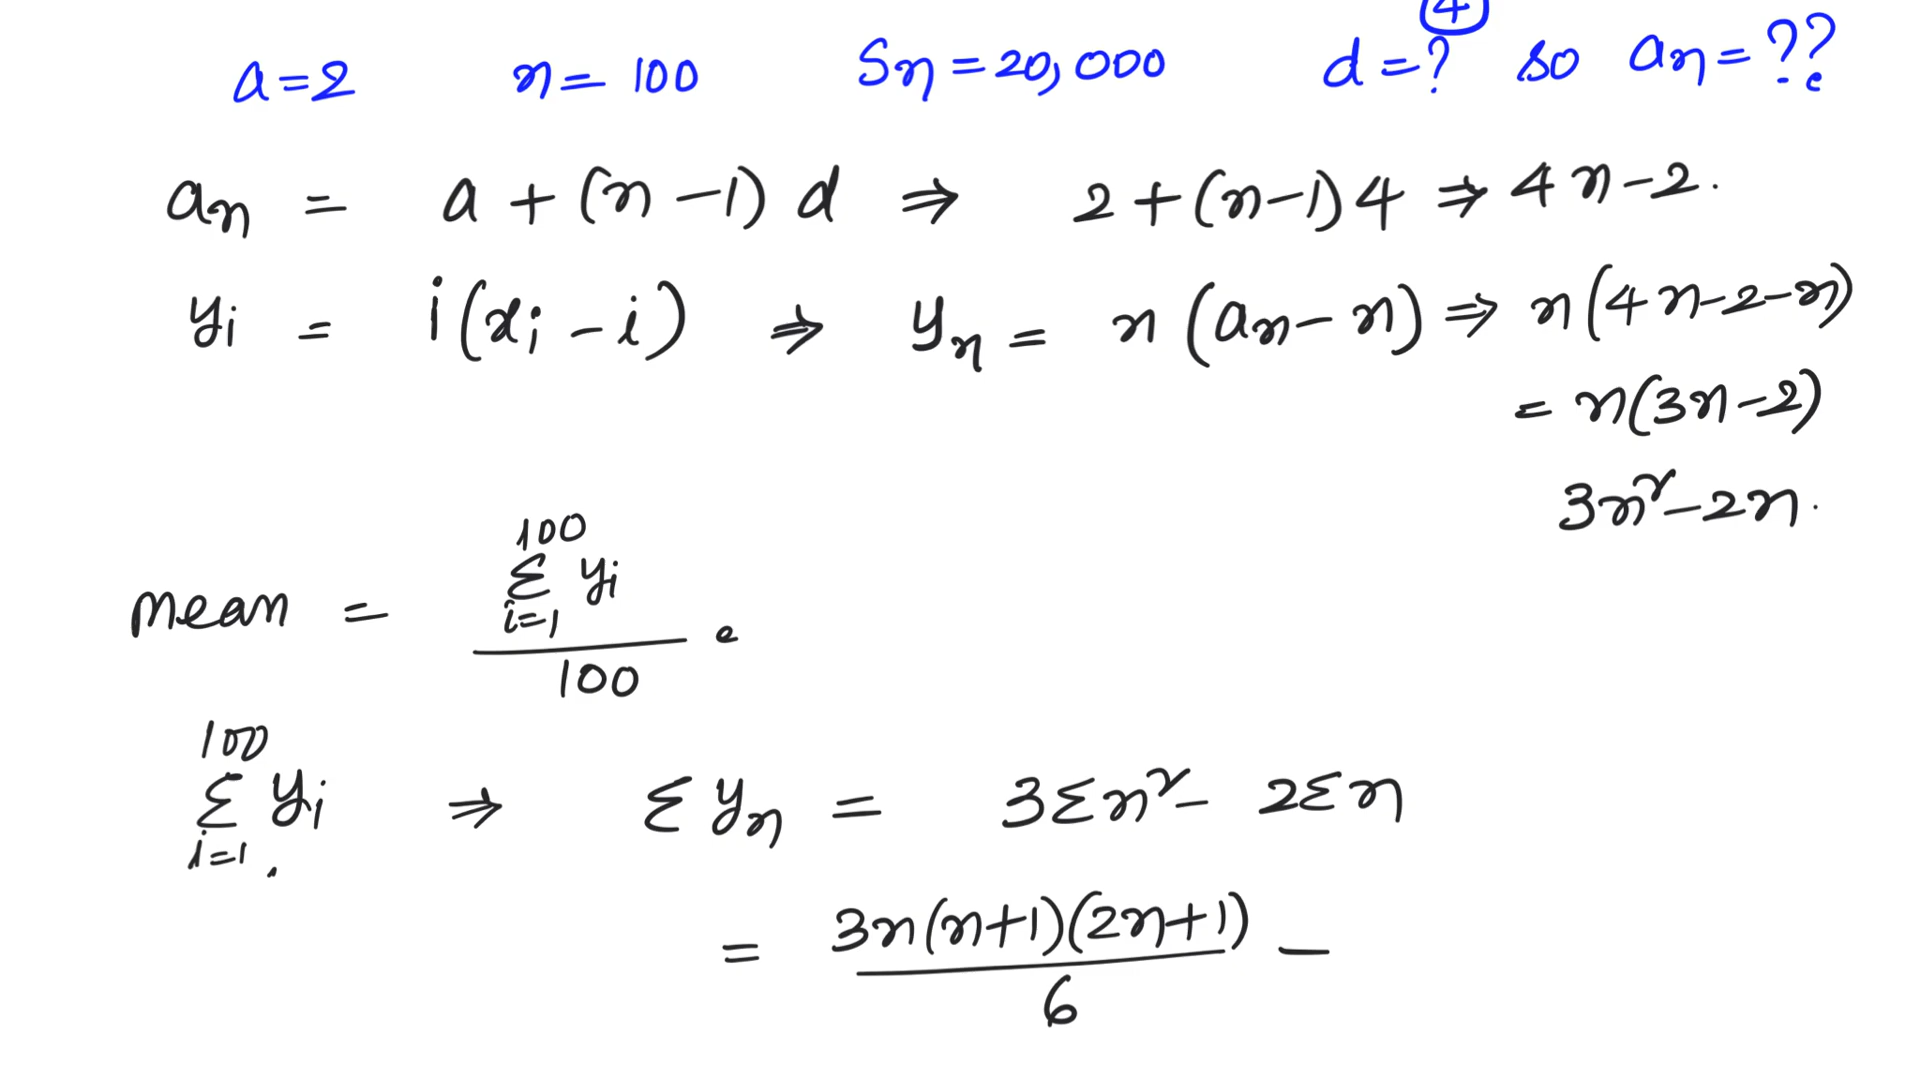 a=2 n=100 Sn=20,000 d=? 4 so an=??
an = a+(n-1)d ⇒ 2+(n-1)4 ⇒ 4n-2.
yi = i(xi-i) ⇒ yn = n(an-n) ⇒ n(4n-2-n)
= n(3n-2)
3n²-2n.
mean = 100 Σ yi i=1 / 100 .
100 Σ yi i=1 ⇒ Σ yn = 3Σn² - 2Σn
= 3n(n+1)(2n+1) / 6 -